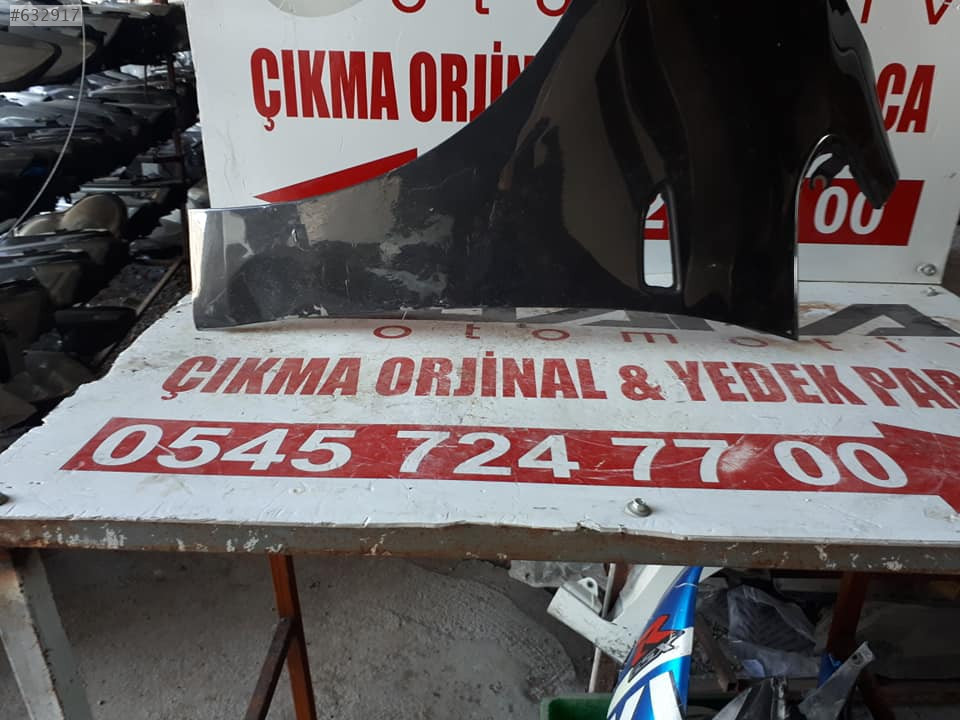 #632917
ÇIKMA ORJİN
CA
00
otomotiv
ÇIKMA ORJİNAL & YEDEK PAR
0545 724 77 00